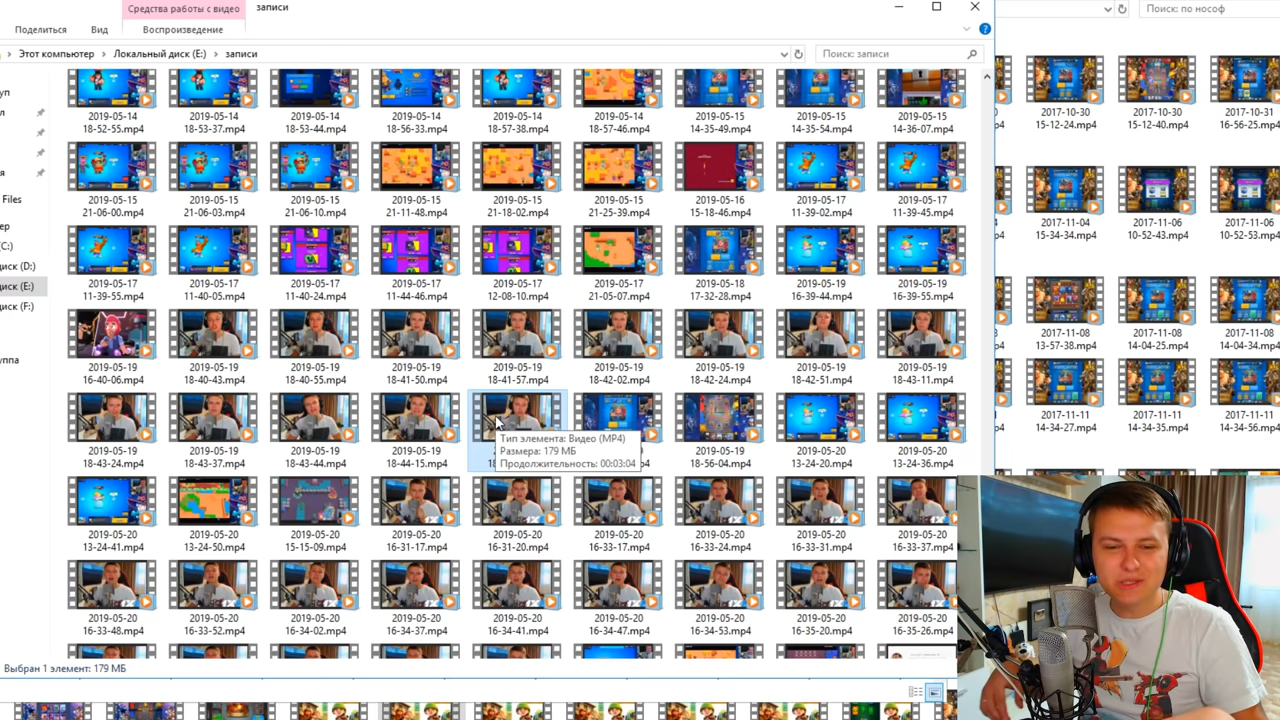 Средства работы с видео
записи
Поиск: по нософ
Поделиться
Вид
Воспроизведение
Этот компьютер
Локальный диск (E:)
записи
Поиск: записи
2019-05-14 2019-05-14 2019-05-14 2019-05-14 2019-05-14 2019-05-14 2019-05-15 2019-05-15 2019-05-15
18-52-55.mp4 18-53-37.mp4 18-53-44.mp4 18-56-33.mp4 18-57-38.mp4 18-57-46.mp4 14-35-49.mp4 14-35-54.mp4 14-36-07.mp4
2019-05-15 2019-05-15 2019-05-15 2019-05-15 2019-05-15 2019-05-15 2019-05-16 2019-05-17 2019-05-17
21-06-00.mp4 21-06-03.mp4 21-06-10.mp4 21-11-48.mp4 21-18-02.mp4 21-25-39.mp4 15-18-46.mp4 11-39-02.mp4 11-39-45.mp4
2019-05-17 2019-05-17 2019-05-17 2019-05-17 2019-05-17 2019-05-17 2019-05-18 2019-05-19 2019-05-19
11-39-55.mp4 11-40-05.mp4 11-40-24.mp4 11-44-46.mp4 12-08-10.mp4 21-05-07.mp4 17-32-28.mp4 16-39-44.mp4 16-39-55.mp4
2019-05-19 2019-05-19 2019-05-19 2019-05-19 2019-05-19 2019-05-19 2019-05-19 2019-05-19 2019-05-19
16-40-06.mp4 18-40-43.mp4 18-40-55.mp4 18-41-50.mp4 18-41-57.mp4 18-42-02.mp4 18-42-24.mp4 18-42-51.mp4 18-43-11.mp4
2019-05-19 2019-05-19 2019-05-19 2019-05-19 2019-05-20 2019-05-20
18-43-24.mp4 18-43-37.mp4 18-43-44.mp4 18-44-15.mp4 18-56-04.mp4 13-24-20.mp4 13-24-36.mp4
Тип элемента: Видео (MP4)
Размера: 179 МБ
Продолжительность: 00:03:04
2019-05-20 2019-05-20 2019-05-20 2019-05-20 2019-05-20 2019-05-20 2019-05-20 2019-05-20 2019-05-20
13-24-41.mp4 13-24-50.mp4 15-15-09.mp4 16-31-17.mp4 16-31-20.mp4 16-33-17.mp4 16-33-24.mp4 16-33-31.mp4 16-33-37.mp4
2019-05-20 2019-05-20 2019-05-20 2019-05-20 2019-05-20 2019-05-20 2019-05-20 2019-05-20 2019-05-20
16-33-48.mp4 16-33-52.mp4 16-34-02.mp4 16-34-37.mp4 16-34-41.mp4 16-34-47.mp4 16-34-53.mp4 16-35-20.mp4 16-35-26.mp4
Выбран 1 элемент: 179 МБ
Files
(C:)
диск (D:)
диск (E:)
диск (F:)
руппа
2017-10-30 2017-10-30 2017-10-31
15-12-24.mp4 15-12-40.mp4 16-56-25.mp4
2017-11-04 2017-11-06 2017-11-06
15-34-34.mp4 10-52-43.mp4 10-52-53.mp4
2017-11-08 2017-11-08 2017-11-08
13-57-38.mp4 14-04-25.mp4 14-04-34.mp4
2017-11-11 2017-11-11 2017-11-11
14-34-27.mp4 14-34-35.mp4 14-34-56.mp4